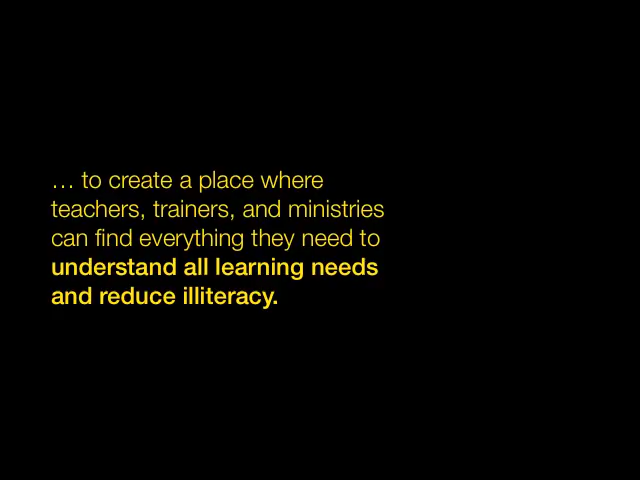 … to create a place where
teachers, trainers, and ministries
can find everything they need to
understand all learning needs
and reduce illiteracy.